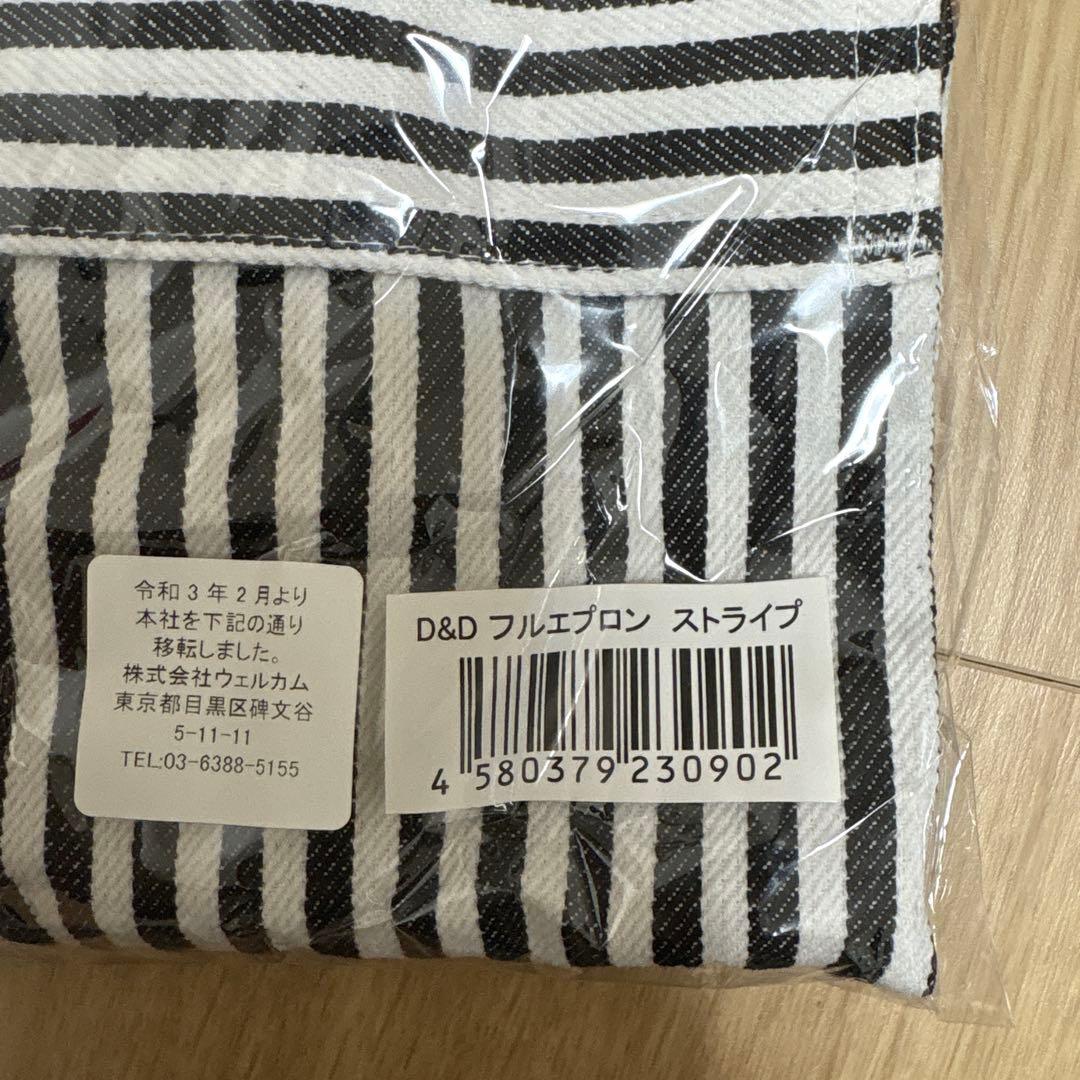 令和3年2月より
本社を下記の通り
移転しました。
株式会社ウェルカム
東京都目黒区碑文谷
5-11-11
TEL:03-6388-5155
D&D フルエプロン ストライプ
4 580379 230902